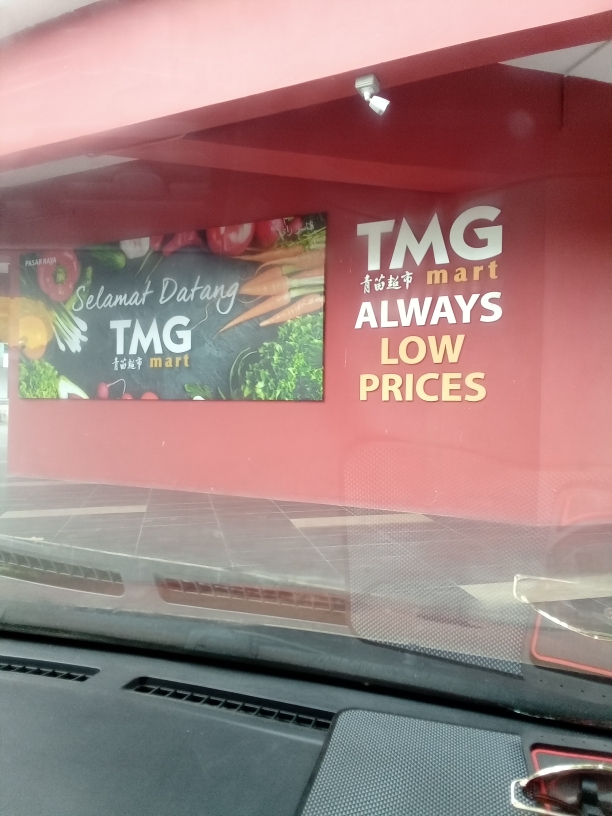 PASAR RAYA
Selamat Datang
TMG
青苗超市 mart
TMG
青苗超市 mart
ALWAYS
LOW
PRICES